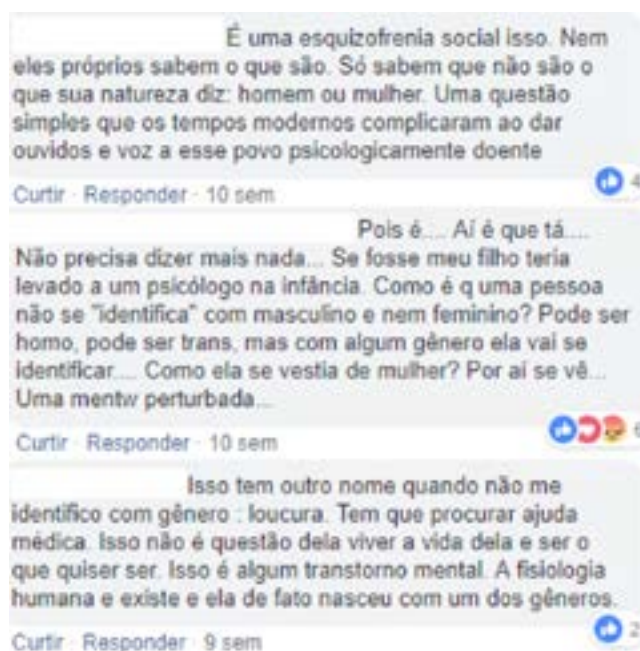 É uma esquizofrenia social isso. Nem
eles próprios sabem o que são. Só sabem que não são o
que sua natureza diz: homem ou mulher. Uma questão
simples que os tempos modernos complicaram ao dar
ouvidos e voz a esse povo psicologicamente doente
4
Curtir · Responder · 10 sem
Pois é.... Aí é que tá....
Não precisa dizer mais nada... Se fosse meu filho teria
levado a um psicólogo na infância. Como é q uma pessoa
não se "identifica" com masculino e nem feminino? Pode ser
homo, pode ser trans, mas com algum gênero ela vai se
identificar.... Como ela se vestia de mulher? Por aí se vê...
Uma mentw perturbada...
6
Curtir · Responder · 10 sem
Isso tem outro nome quando não me
identifico com gênero : loucura. Tem que procurar ajuda
médica. Isso não é questão dela viver a vida dela e ser o
que quiser ser. Isso é algum transtorno mental. A fisiologia
humana e existe e ela de fato nasceu com um dos gêneros.
2
Curtir · Responder · 9 sem